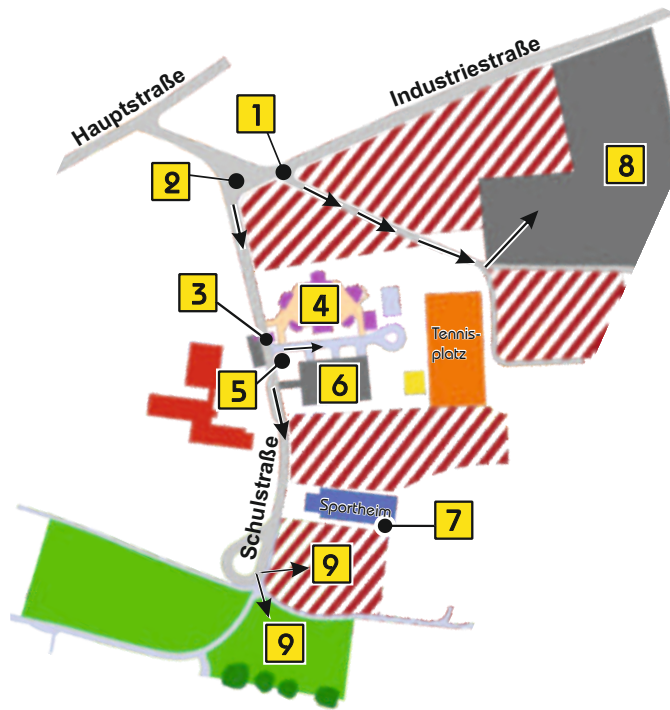 Hauptstraße
Industriestraße
1
2
8
3
4
Tennis-
platz
5
6
Schulstraße
Sportheim
7
9
9